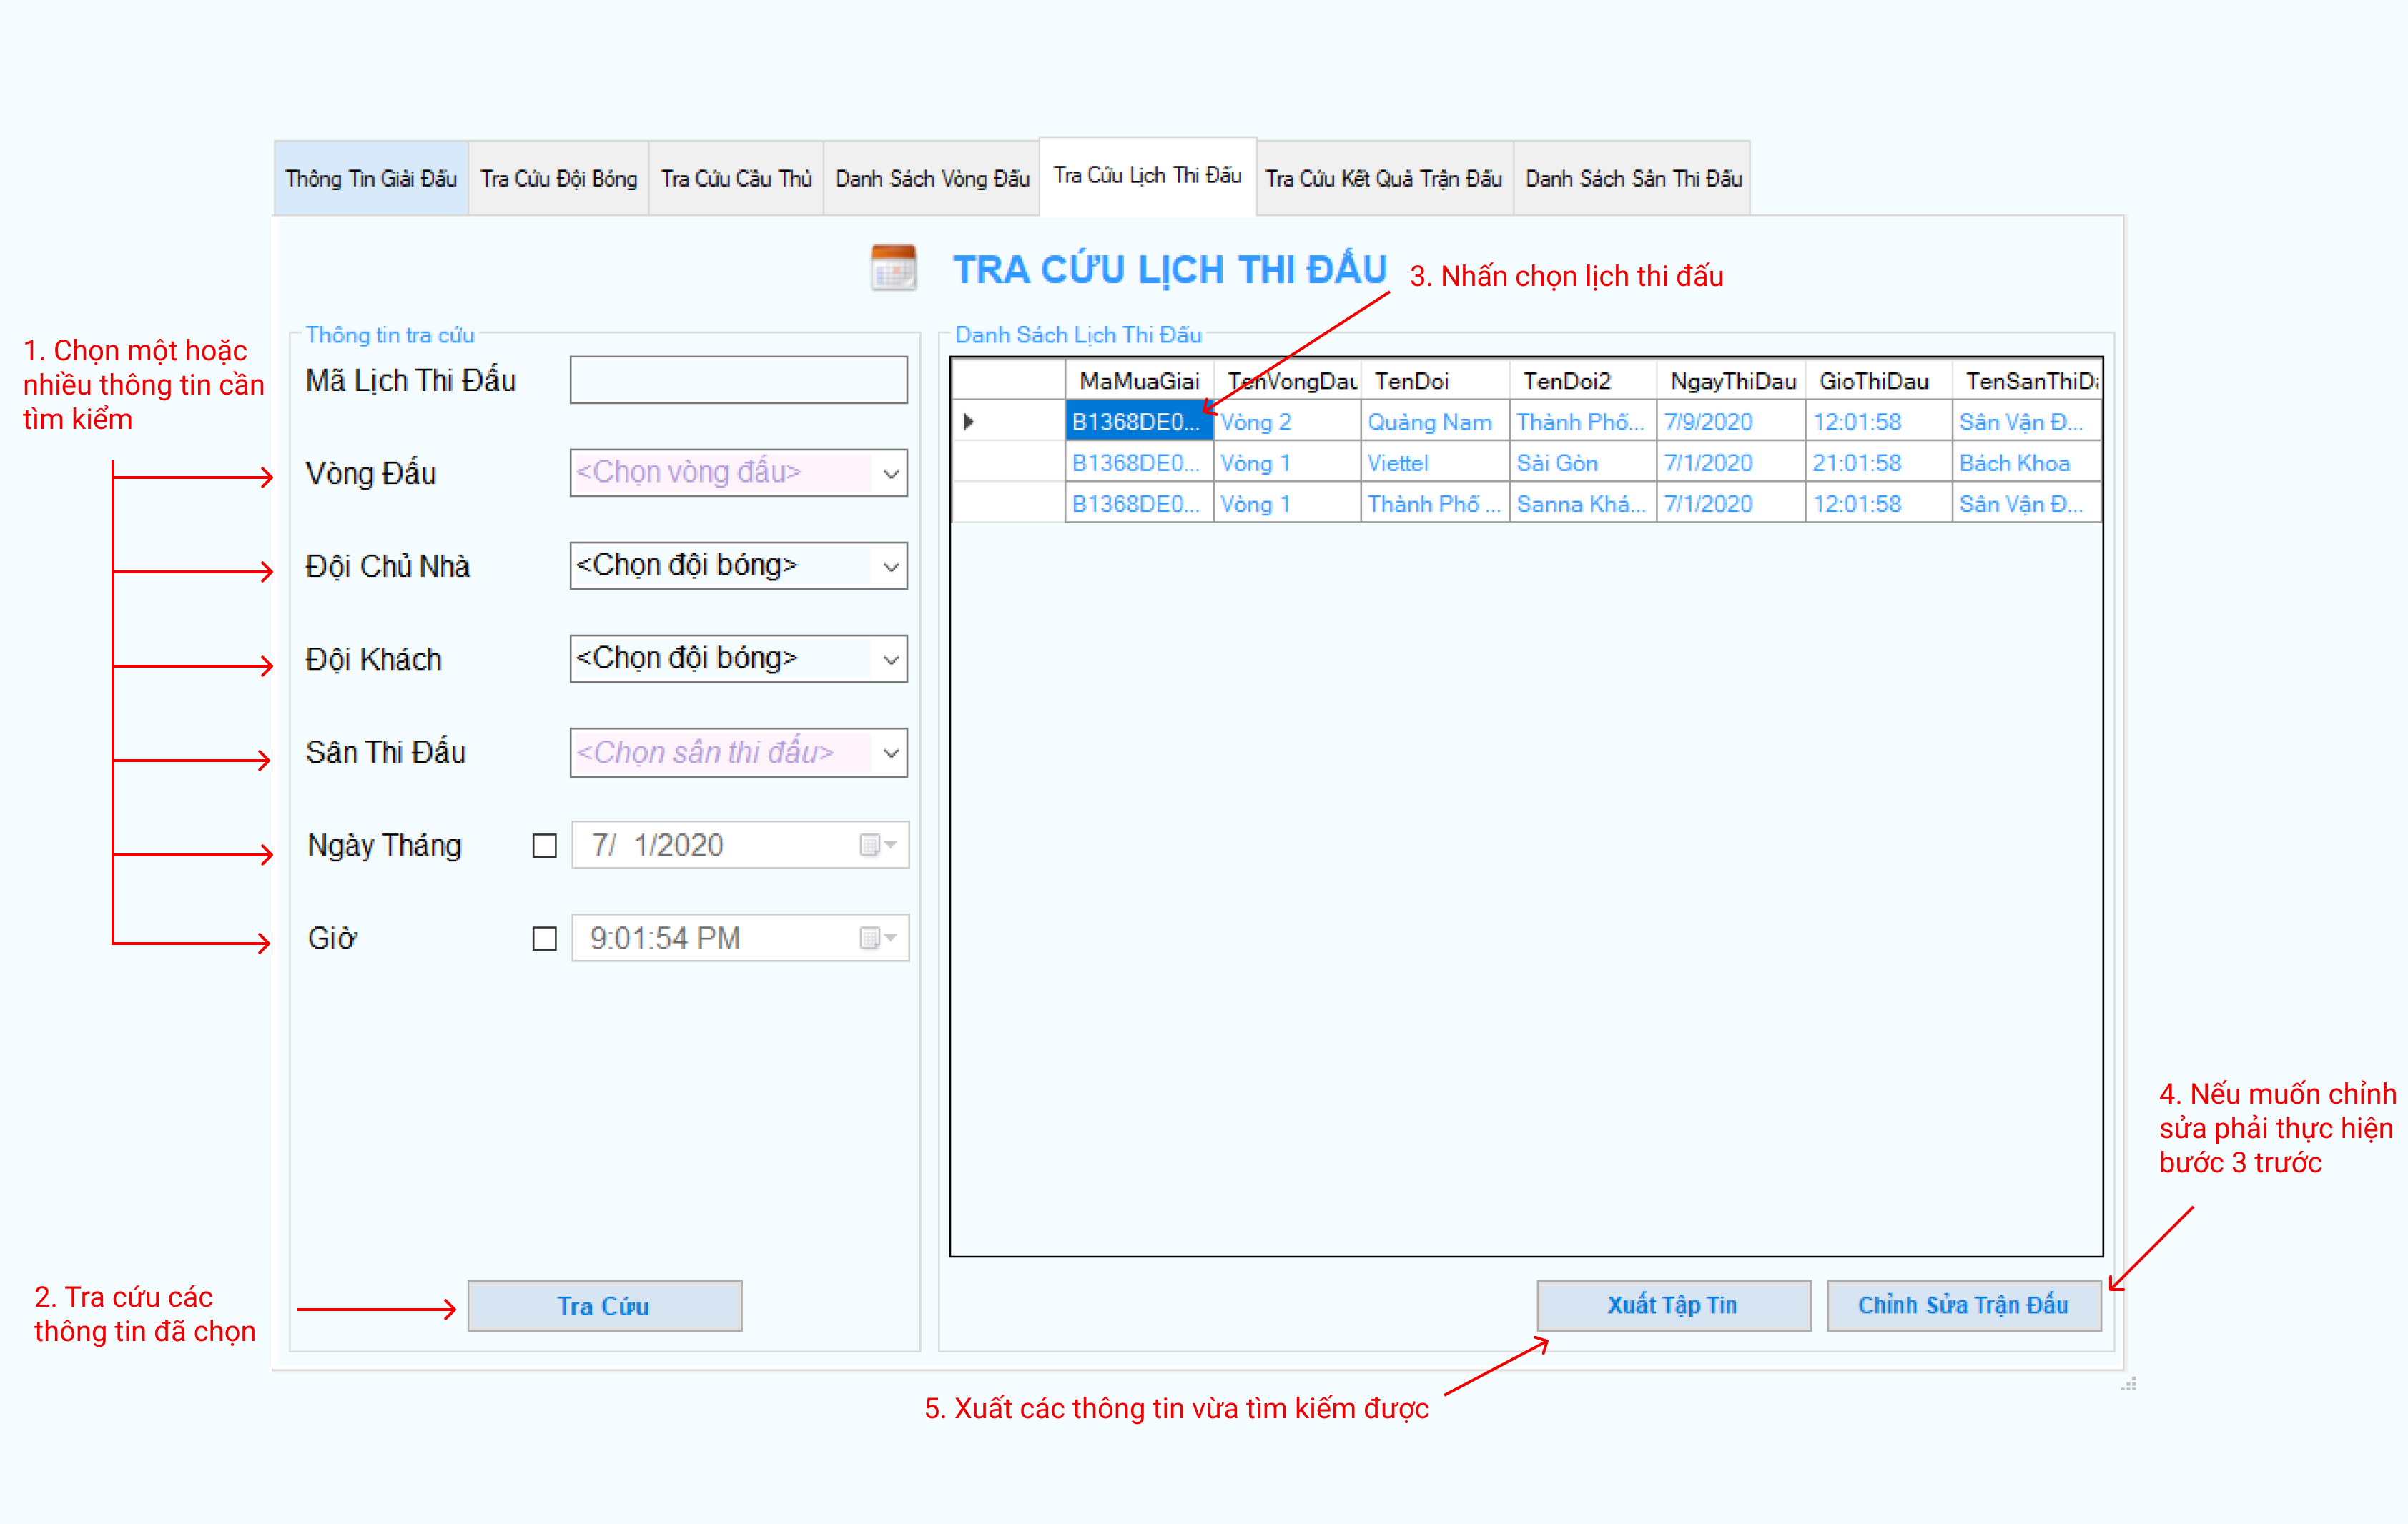 Thông Tin Giải Đấu
Tra Cứu Đội Bóng
Tra Cứu Cầu Thủ
Danh Sách Vòng Đấu
Tra Cứu Lịch Thi Đấu
Tra Cứu Kết Quả Trận Đấu
Danh Sách Sân Thi Đấu
TRA CỨU LỊCH THI ĐẤU
3. Nhấn chọn lịch thi đấu
1. Chọn một hoặc
nhiều thông tin cần
tìm kiếm
Thông tin tra cứu
Mã Lịch Thi Đấu
Vòng Đấu
<Chọn vòng đấu>
Đội Chủ Nhà
<Chọn đội bóng>
Đội Khách
<Chọn đội bóng>
Sân Thi Đấu
<Chọn sân thi đấu>
Ngày Tháng
7/ 1/2020
Giờ
9:01:54 PM
2. Tra cứu các
thông tin đã chọn
Tra Cứu
Danh Sách Lịch Thi Đấu
MaMuaGiai TenVongDau TenDoi TenDoi2 NgayThiDau GioThiDau TenSanThiDa
B1368DE0... Vòng 2 Quảng Nam Thành Phố... 7/9/2020 12:01:58 Sân Vận Đ...
B1368DE0... Vòng 1 Viettel Sài Gòn 7/1/2020 21:01:58 Bách Khoa
B1368DE0... Vòng 1 Thành Phố ... Sanna Khá... 7/1/2020 12:01:58 Sân Vận Đ...
4. Nếu muốn chỉnh
sửa phải thực hiện
bước 3 trước
Xuất Tập Tin
Chỉnh Sửa Trận Đấu
5. Xuất các thông tin vừa tìm kiếm được